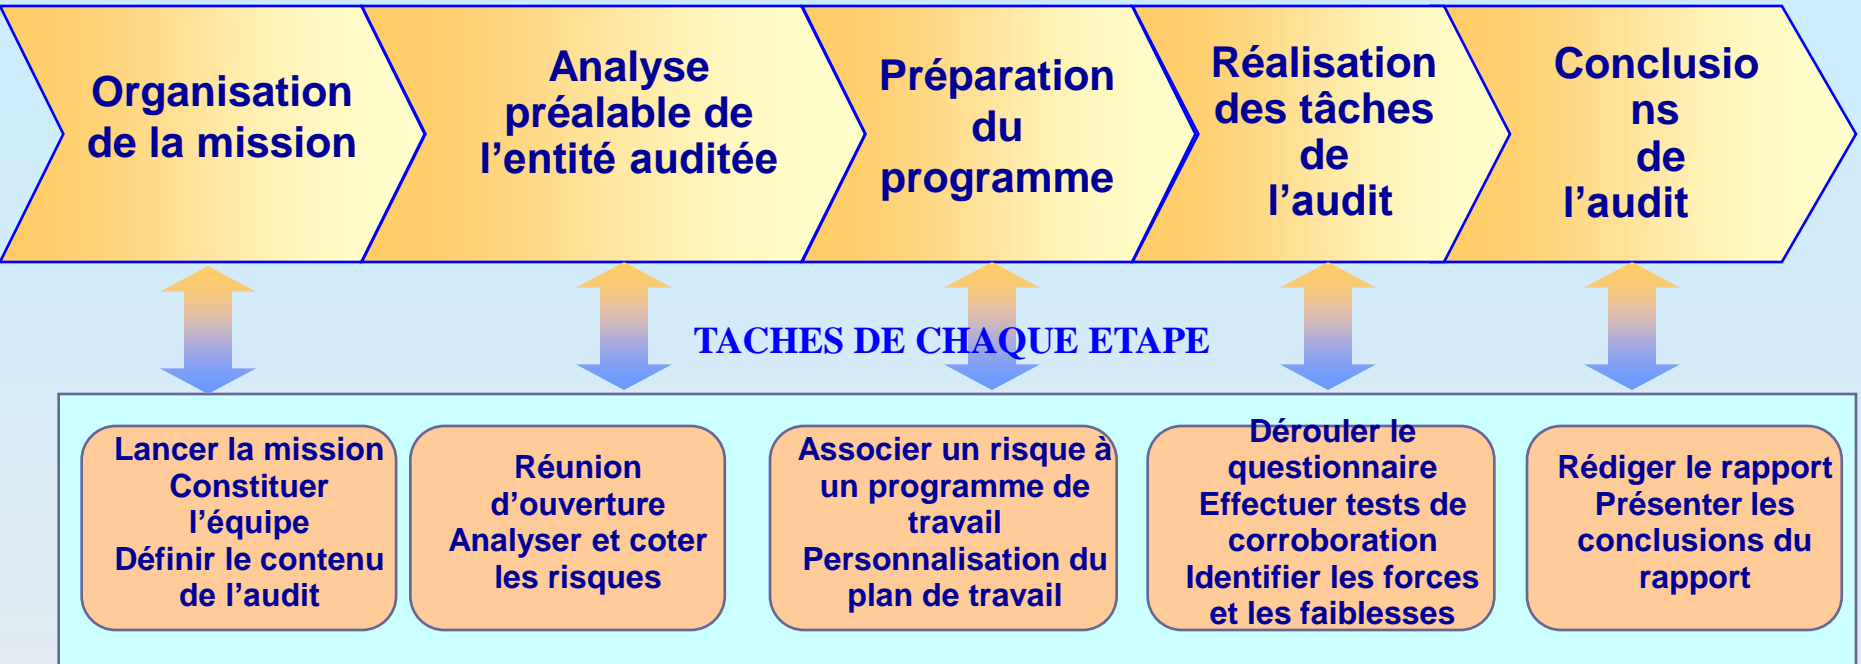 Organisation
de la mission
Analyse
préalable de
l’entité auditée
Préparation
du
programme
Réalisation
des tâches
de
l’audit
Conclusio
ns
de
l’audit
TACHES DE CHAQUE ETAPE
Lancer la mission
Constituer
l’équipe
Définir le contenu
de l’audit
Réunion
d’ouverture
Analyser et coter
les risques
Associer un risque à
un programme de
travail
Personnalisation du
plan de travail
Dérouler le
questionnaire
Effectuer tests de
corroboration
Identifier les forces
et les faiblesses
Rédiger le rapport
Présenter les
conclusions du
rapport